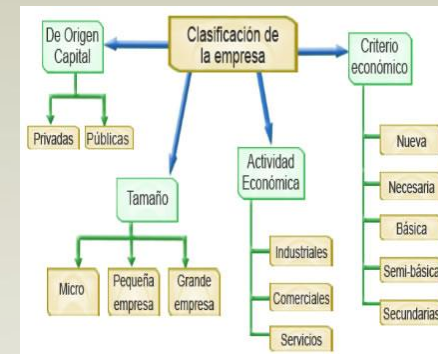 Clasificación de
la empresa
De Origen
Capital
Privadas
Públicas
Tamaño
Micro
Pequeña
empresa
Grande
empresa
Actividad
Económica
Industriales
Comerciales
Servicios
Criterio
económico
Nueva
Necesaria
Básica
Semi-básica
Secundarias